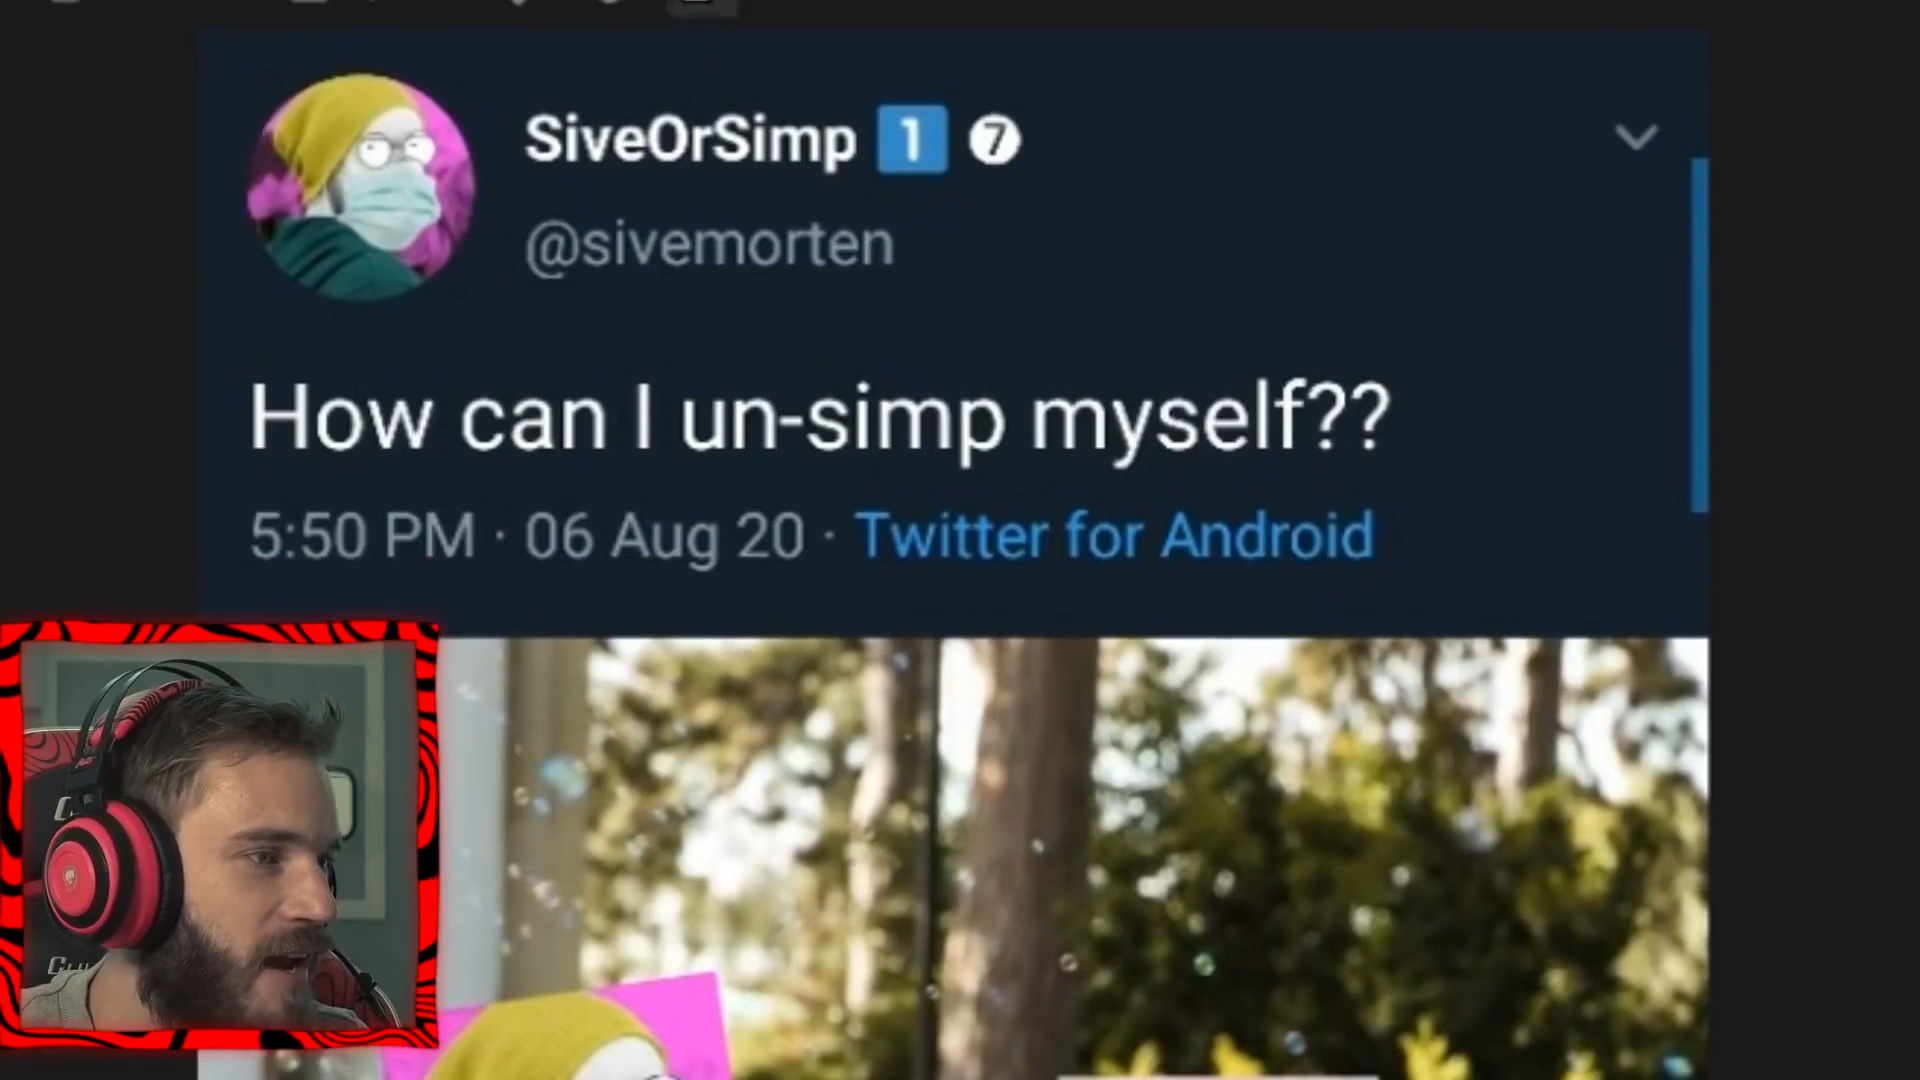 SiveOrSimp 1 7
@sivemorten
How can I un-simp myself??
5:50 PM · 06 Aug 20 · Twitter for Android